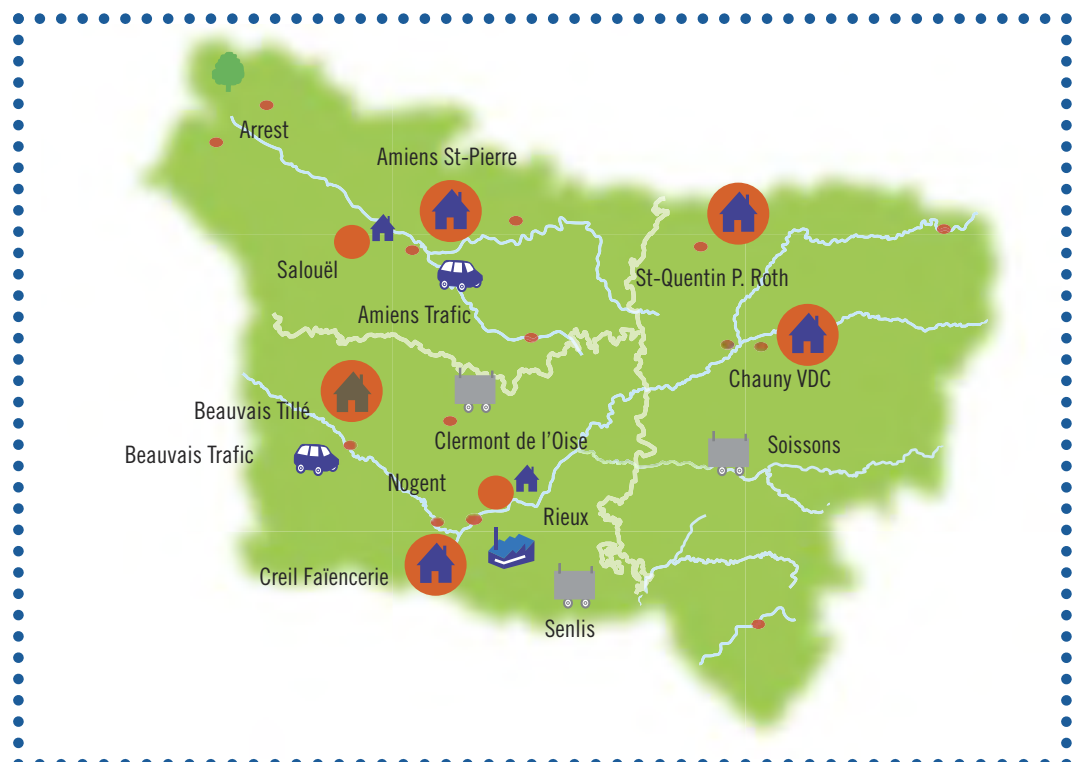 Arrest
Amiens St-Pierre
Salouël
St-Quentin P. Roth
Amiens Trafic
Chauny VDC
Beauvais Tillé
Clermont de l'Oise
Soissons
Beauvais Trafic
Nogent
Rieux
Creil Faïencerie
Senlis